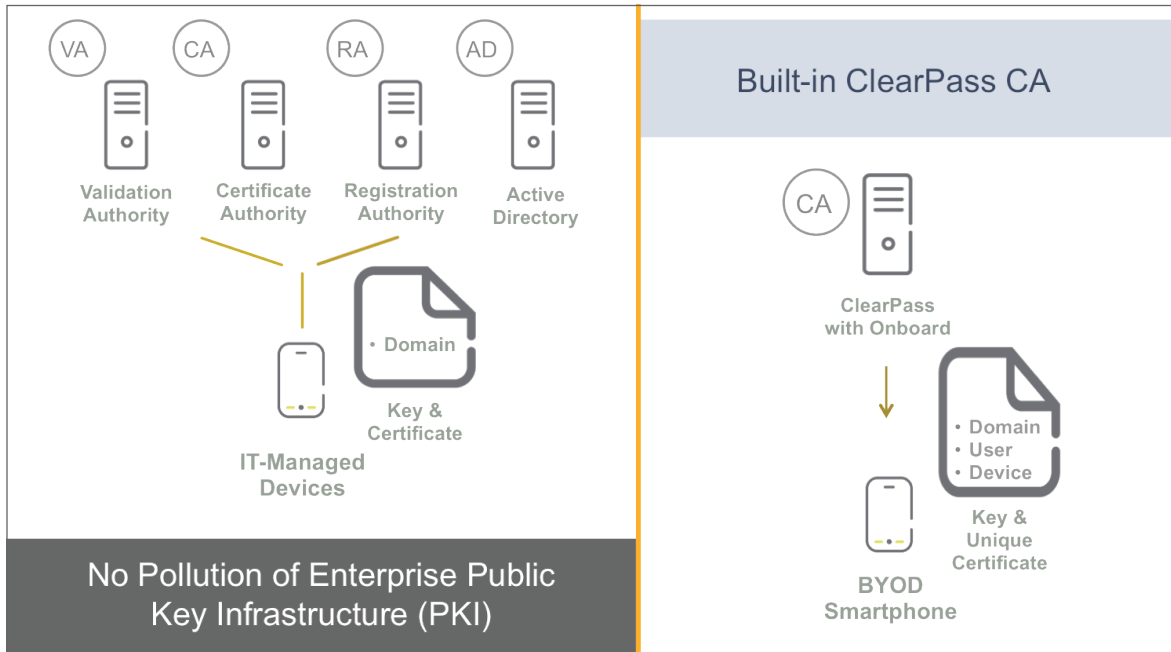 VA
CA
RA
AD
Validation
Authority
Certificate
Authority
Registration
Authority
Active
Directory
• Domain
Key &
Certificate
IT-Managed
Devices
No Pollution of Enterprise Public
Key Infrastructure (PKI)
Built-in ClearPass CA
CA
ClearPass
with Onboard
• Domain
• User
• Device
Key &
Unique
Certificate
BYOD
Smartphone